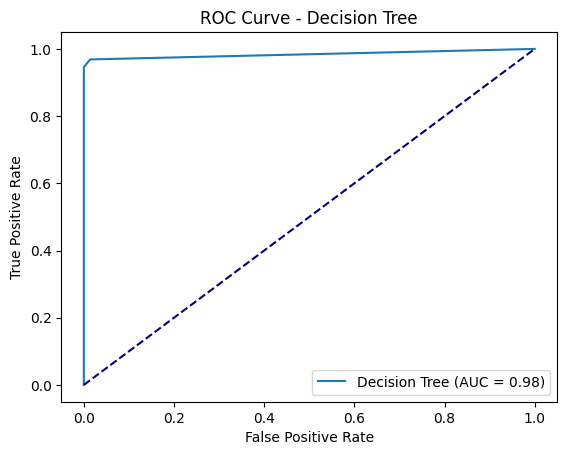 ROC Curve - Decision Tree
True Positive Rate
1.0
0.8
0.6
0.4
0.2
0.0
Decision Tree (AUC = 0.98)
0.0 0.2 0.4 0.6 0.8 1.0
False Positive Rate